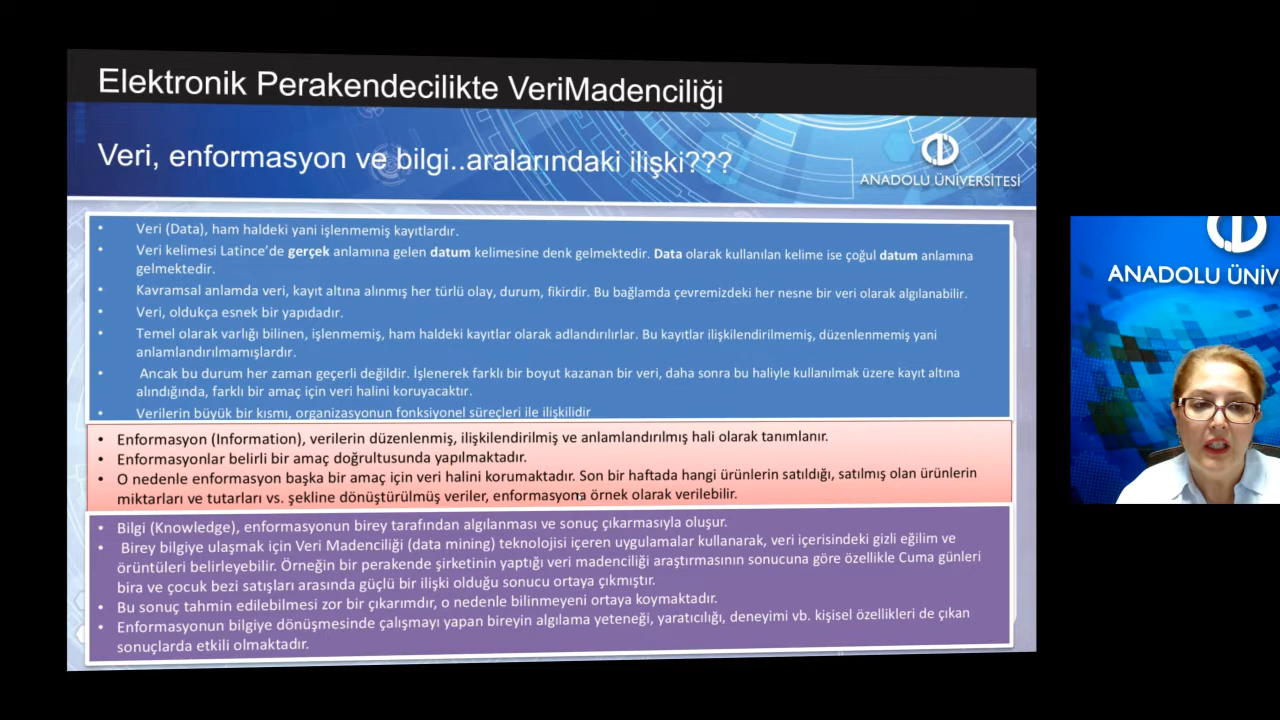 Elektronik Perakendecilikte VeriMadenciliği
Veri, enformasyon ve bilgi..aralarındaki ilişki???
ANADOLU ÜNİVERSİTESİ
• Veri (Data), ham haldeki yani işlenmemiş kayıtlardır.
• Veri kelimesi Latince'de gerçek anlamına gelen datum kelimesine denk gelmektedir. Data olarak kullanılan kelime ise çoğul datum anlamına
gelmektedir.
• Kavramsal anlamda veri, kayıt altına alınmış her türlü olay, durum, fikirdir. Bu bağlamda çevremizdeki her nesne bir veri olarak algılanabilir.
• Veri, oldukça esnek bir yapıdadır.
• Temel olarak varlığı bilinen, işlenmemiş, ham haldeki kayıtlar olarak adlandırılırlar. Bu kayıtlar ilişkilendirilmemiş, düzenlenmemiş yani
anlamlandırılmamışlardır.
• Ancak bu durum her zaman geçerli değildir. İşlenerek farklı bir boyut kazanan bir veri, daha sonra bu haliyle kullanılmak üzere kayıt altına
alındığında, farklı bir amaç için veri halini koruyacaktır.
• Verilerin büyük bir kısmı, organizasyonun fonksiyonel süreçleri ile ilişkilidir
• Enformasyon (Information), verilerin düzenlenmiş, ilişkilendirilmiş ve anlamlandırılmış hali olarak tanımlanır.
• Enformasyonlar belirli bir amaç doğrultusunda yapılmaktadır.
• O nedenle enformasyon başka bir amaç için veri halini korumaktadır. Son bir haftada hangi ürünlerin satıldığı, satılmış olan ürünlerin
miktarları ve tutarları vs. şekline dönüştürülmüş veriler, enformasyona örnek olarak verilebilir.
• Bilgi (Knowledge), enformasyonun birey tarafından algılanması ve sonuç çıkarmasıyla oluşur.
• Birey bilgiye ulaşmak için Veri Madenciliği (data mining) teknolojisi içeren uygulamalar kullanarak, veri içerisindeki gizli eğilim ve
örüntüleri belirleyebilir. Örneğin bir perakende şirketinin yaptığı veri madenciliği araştırmasının sonucuna göre özellikle Cuma günleri
bira ve çocuk bezi satışları arasında güçlü bir ilişki olduğu sonucu ortaya çıkmıştır.
• Bu sonuç tahmin edilebilmesi zor bir çıkarımdır, o nedenle bilinmeyeni ortaya koymaktadır.
• Enformasyonun bilgiye dönüşmesinde çalışmayı yapan bireyin algılama yeteneği, yaratıcılığı, deneyimi vb. kişisel özellikleri de çıkan
sonuçlarda etkili olmaktadır.
ANADOLU ÜNİV